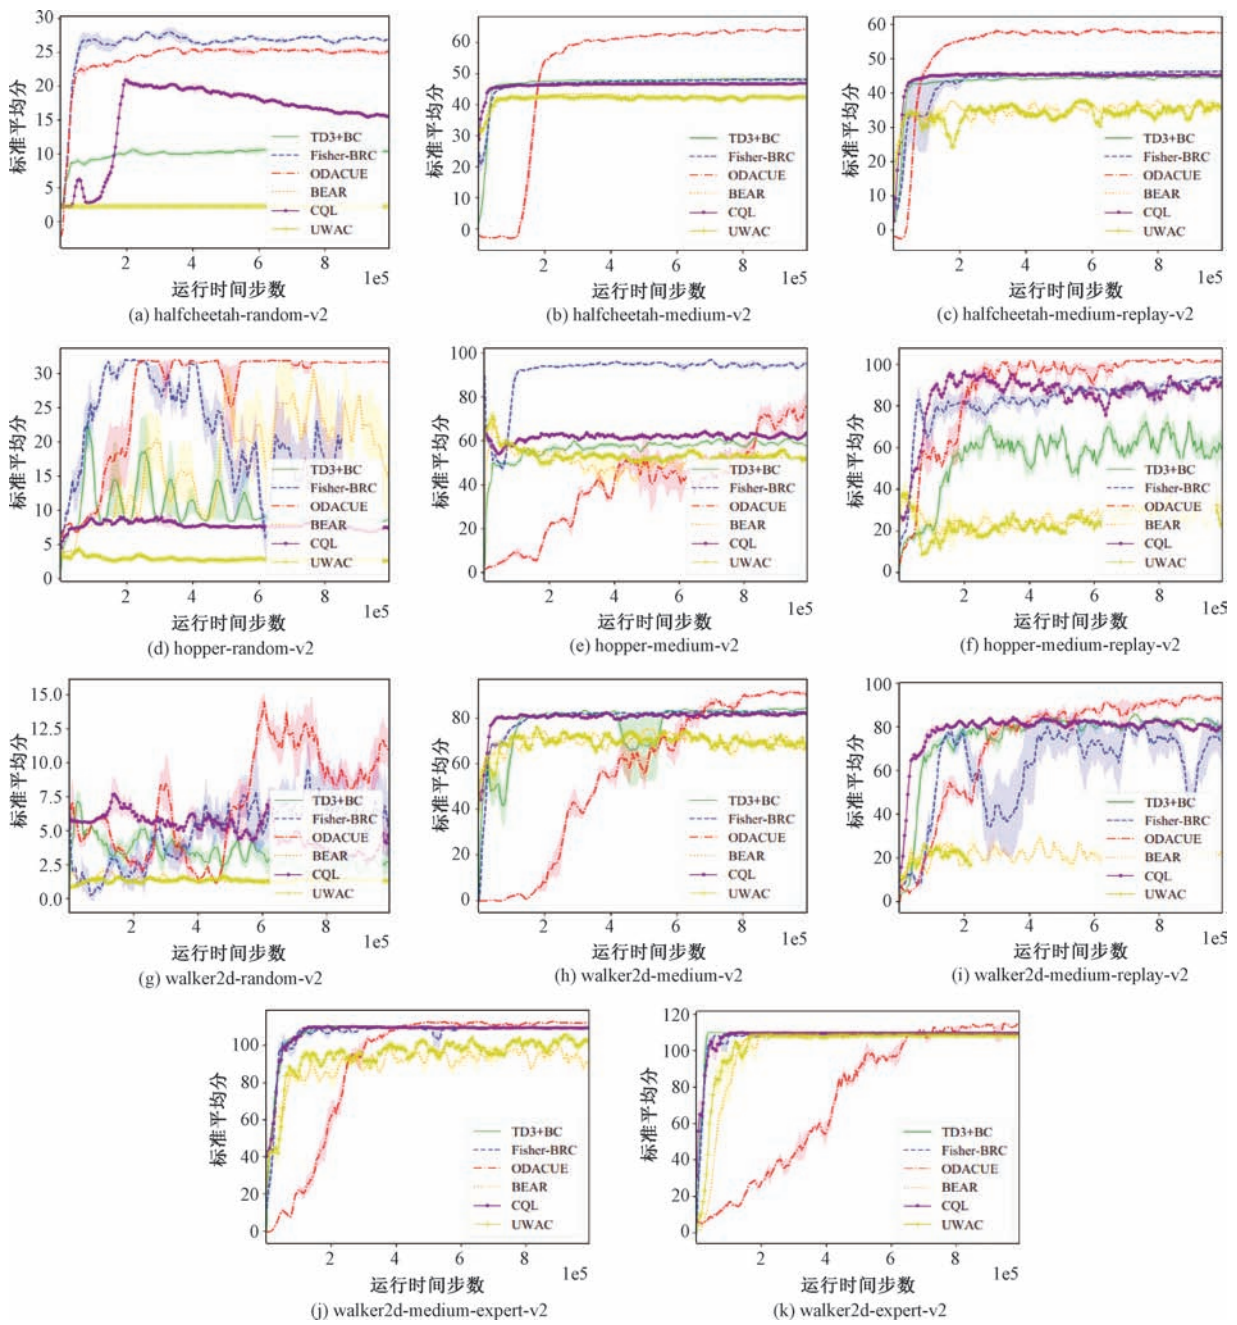 标准平均分
30
25
20
15
10
5
0
TD3+BC
Fisher-BRC
ODACUE
BEAR
CQL
UWAC
2 4 6 8
1e5
运行时间步数
(a) halfcheetah-random-v2
标准平均分
60
50
40
30
20
10
0
TD3+BC
Fisher-BRC
ODACUE
BEAR
CQL
UWAC
2 4 6 8
1e5
运行时间步数
(b) halfcheetah-medium-v2
标准平均分
60
50
40
30
20
10
0
TD3+BC
Fisher-BRC
ODACUE
BEAR
CQL
UWAC
2 4 6 8
1e5
运行时间步数
(c) halfcheetah-medium-replay-v2
标准平均分
30
25
20
15
10
5
0
TD3+BC
Fisher-BRC
ODACUE
BEAR
CQL
UWAC
2 4 6 8
1e5
运行时间步数
(d) hopper-random-v2
标准平均分
100
80
60
40
20
0
TD3+BC
Fisher-BRC
ODACUE
BEAR
CQL
UWAC
2 4 6 8
1e5
运行时间步数
(e) hopper-medium-v2
标准平均分
100
80
60
40
20
0
TD3+BC
Fisher-BRC
ODACUE
BEAR
CQL
UWAC
2 4 6 8
1e5
运行时间步数
(f) hopper-medium-replay-v2
标准平均分
15.0
12.5
10.0
7.5
5.0
2.5
0.0
TD3+BC
Fisher-BRC
ODACUE
BEAR
CQL
UWAC
2 4 6 8
1e5
运行时间步数
(g) walker2d-random-v2
标准平均分
80
60
40
20
0
TD3+BC
Fisher-BRC
ODACUE
BEAR
CQL
UWAC
2 4 6 8
1e5
运行时间步数
(h) walker2d-medium-v2
标准平均分
100
80
60
40
20
0
TD3+BC
Fisher-BRC
ODACUE
BEAR
CQL
UWAC
2 4 6 8
1e5
运行时间步数
(i) walker2d-medium-replay-v2
标准平均分
100
80
60
40
20
0
TD3+BC
Fisher-BRC
ODACUE
BEAR
CQL
UWAC
2 4 6 8
1e5
运行时间步数
(j) walker2d-medium-expert-v2
标准平均分
120
100
80
60
40
20
0
TD3+BC
Fisher-BRC
ODACUE
BEAR
CQL
UWAC
2 4 6 8
1e5
运行时间步数
(k) walker2d-expert-v2